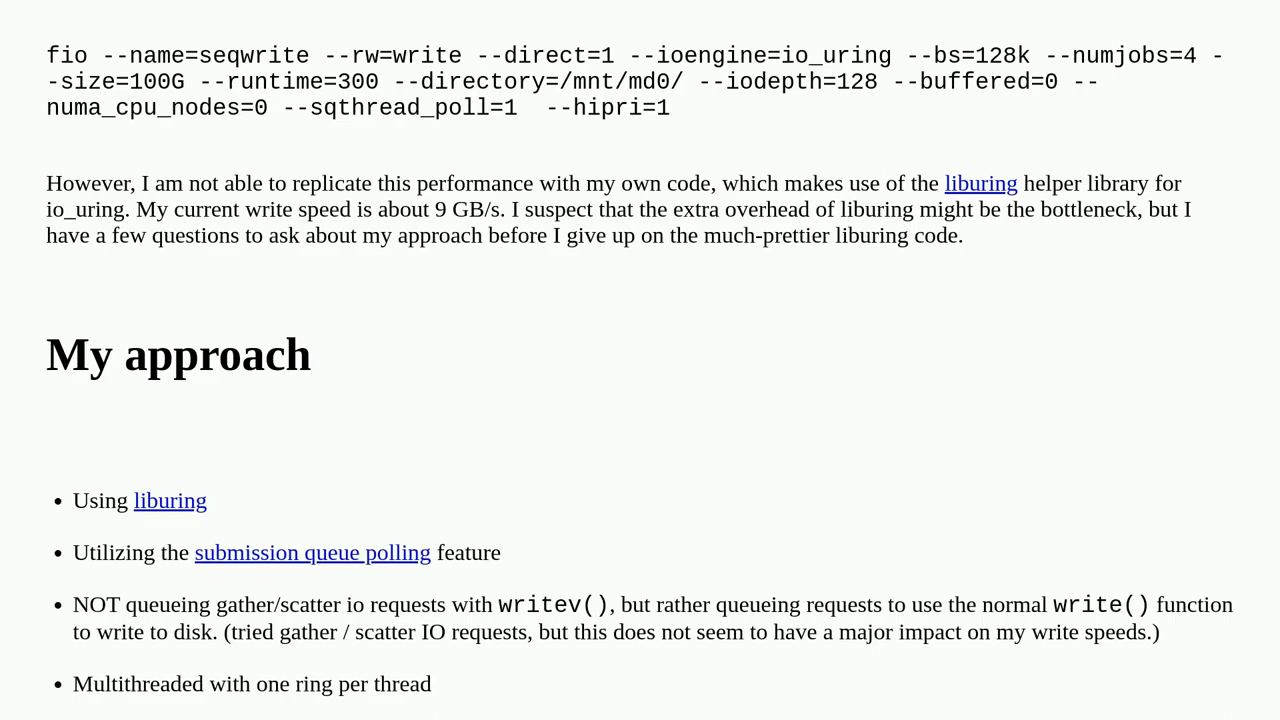 fio --name=seqwrite --rw=write --direct=1 --ioengine=io_uring --bs=128k --numjobs=4 -
-size=100G --runtime=300 --directory=/mnt/md0/ --iodepth=128 --buffered=0 --
numa_cpu_nodes=0 --sqthread_poll=1  --hipri=1
However, I am not able to replicate this performance with my own code, which makes use of the liburing helper library for
io_uring. My current write speed is about 9 GB/s. I suspect that the extra overhead of liburing might be the bottleneck, but I
have a few questions to ask about my approach before I give up on the much-prettier liburing code.
My approach
• Using liburing
• Utilizing the submission queue polling feature
• NOT queueing gather/scatter io requests with writev(), but rather queueing requests to use the normal write() function
to write to disk. (tried gather / scatter IO requests, but this does not seem to have a major impact on my write speeds.)
• Multithreaded with one ring per thread